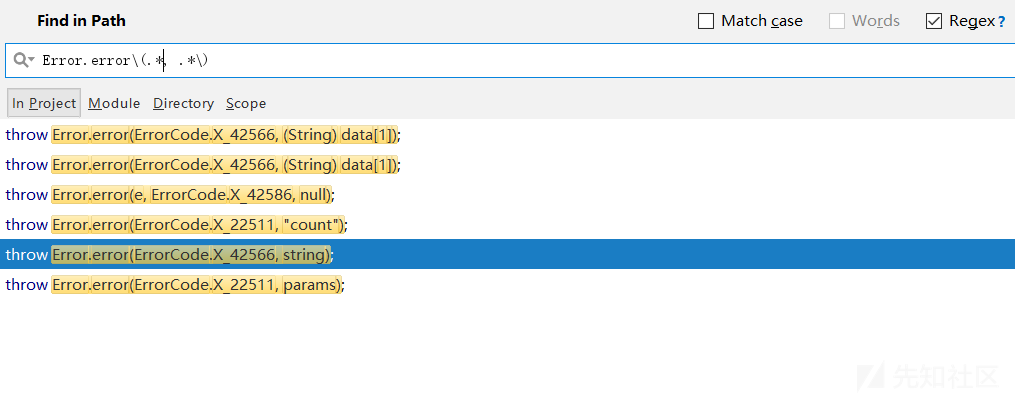 Find in Path Match case Words Regex ?
Error.error\(.*, .*\)
In Project Module Directory Scope
throw Error.error(ErrorCode.X_42566, (String) data[1]);
throw Error.error(ErrorCode.X_42566, (String) data[1]);
throw Error.error(e, ErrorCode.X_42586, null);
throw Error.error(ErrorCode.X_22511, "count");
throw Error.error(ErrorCode.X_42566, string);
throw Error.error(ErrorCode.X_22511, params);
先知社区